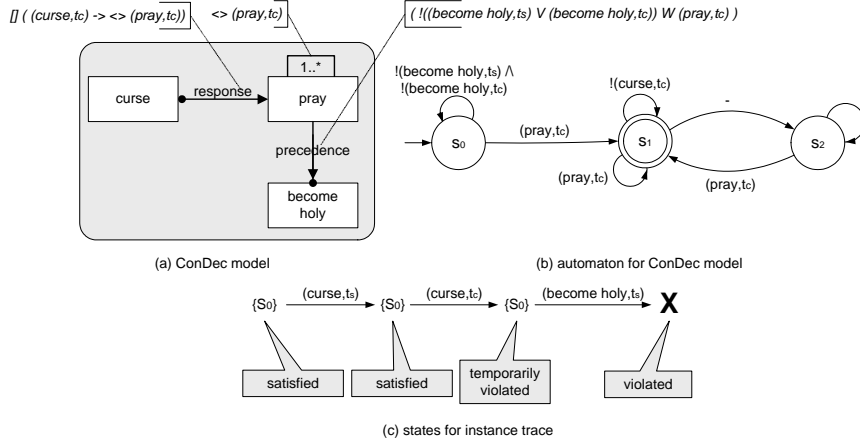 [] ( (curse,tc) -> <> (pray,tc))
<> (pray,tc)
( !((become holy,ts) V (become holy,tc)) W (pray,tc) )
1..*
curse
response
pray
precedence
become
holy
(a) ConDec model
!(become holy,ts) /\
!(become holy,tc)
S0
(pray,tc)
!(curse,tc)
S1
(pray,tc)
-
S2
-
(pray,tc)
(b) automaton for ConDec model
{S0}
(curse,ts)
{S0}
(curse,tc)
{S0}
(become holy,ts)
X
satisfied
satisfied
temporarily
violated
violated
(c) states for instance trace